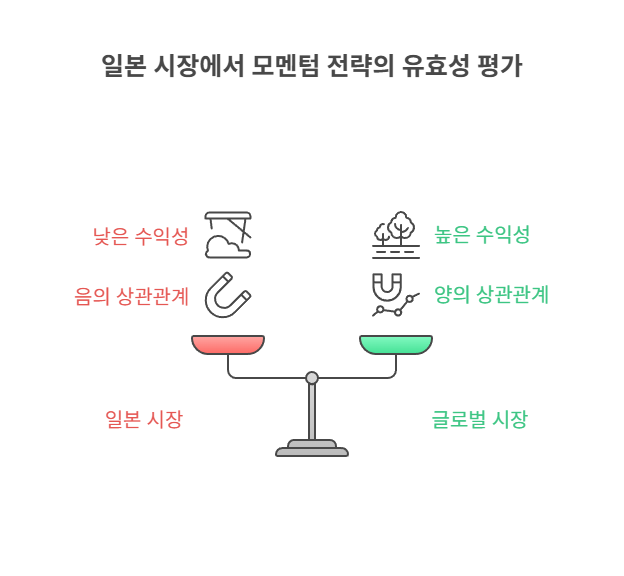 일본 시장에서 모멘텀 전략의 유효성 평가
낮은 수익성
높은 수익성
음의 상관관계
양의 상관관계
일본 시장
글로벌 시장